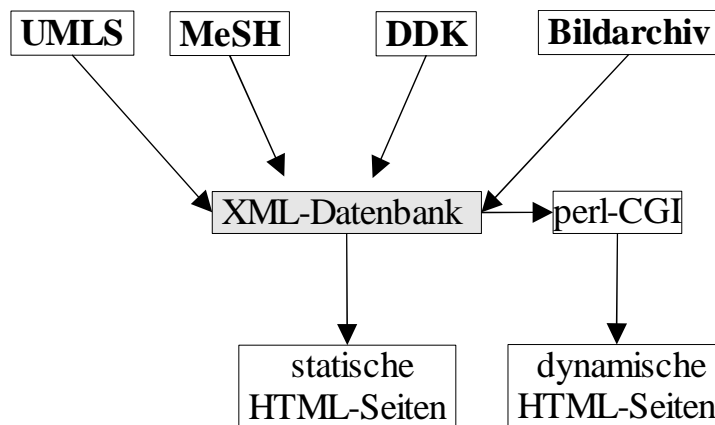 UMLS
MeSH
DDK
Bildarchiv
XML-Datenbank
perl-CGI
statische
HTML-Seiten
dynamische
HTML-Seiten